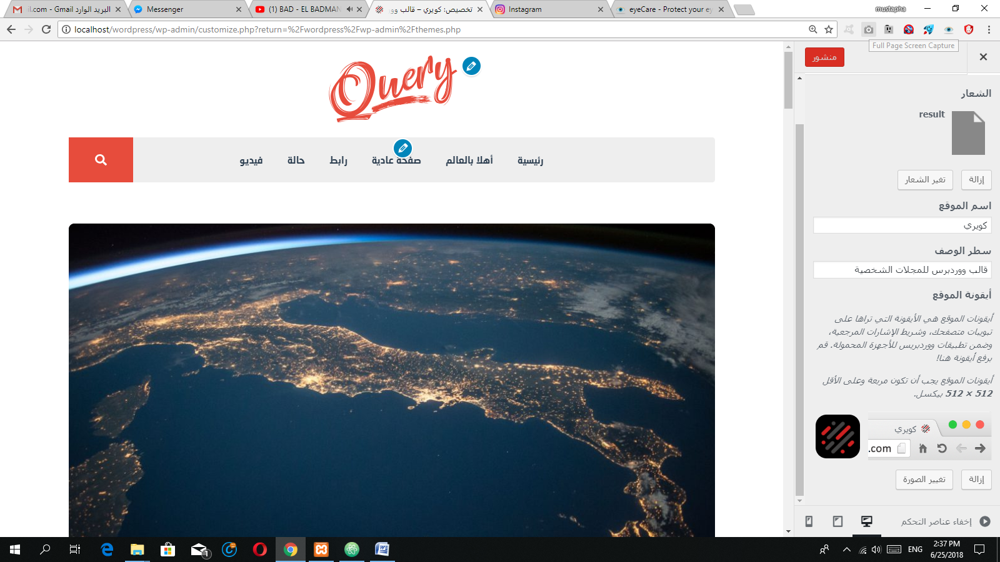 il.com - Gmail البريد الوارد
Messenger
(1) BAD - EL BADMAN
تخصيص: كويري – قالب وور
Instagram
eyeCare - Protect your ey
mustapha
localhost/wordpress/wp-admin/customize.php?return=%2Fwordpress%2Fwp-admin%2Fthemes.php
Full Page Screen Capture
منشور
Query
رئيسية
أهلا بالعالم
صفحة عادية
رابط
حالة
فيديو
الشعار
result
إزالة
تغير الشعار
اسم الموقع
كويري
سطر الوصف
قالب ووردبرس للمجلات الشخصية
أيقونة الموقع
أيقونات الموقع هي الأيقونة التي تراها على
تبويبات متصفحك، وشريط الإشارات المرجعية،
وضمن تطبيقات ووردبريس للأجهزة المحمولة. قم
برفع أيقونة هنا!
أيقونات الموقع يجب أن تكون مربعة وعلى الأقل
512 × 512 بيكسل.
كويري
.com
إزالة
تغيير الصورة
إخفاء عناصر التحكم
1
ENG
2:37 PM
6/25/2018